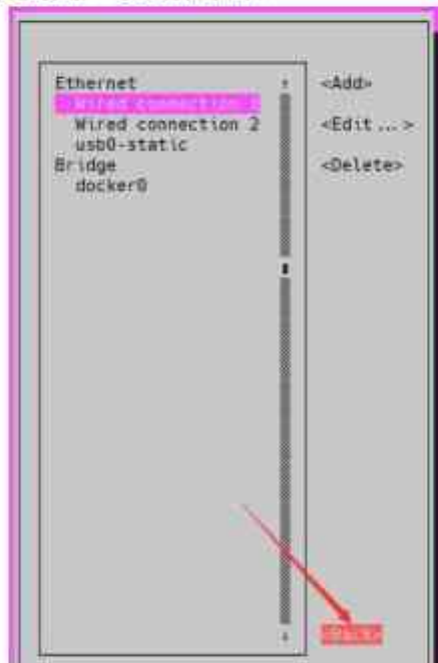 Ethernet
Wired connection 1
Wired connection 2
usb0-static
Bridge
docker0
<Add>
<Edit...>
<Delete>
<Back>